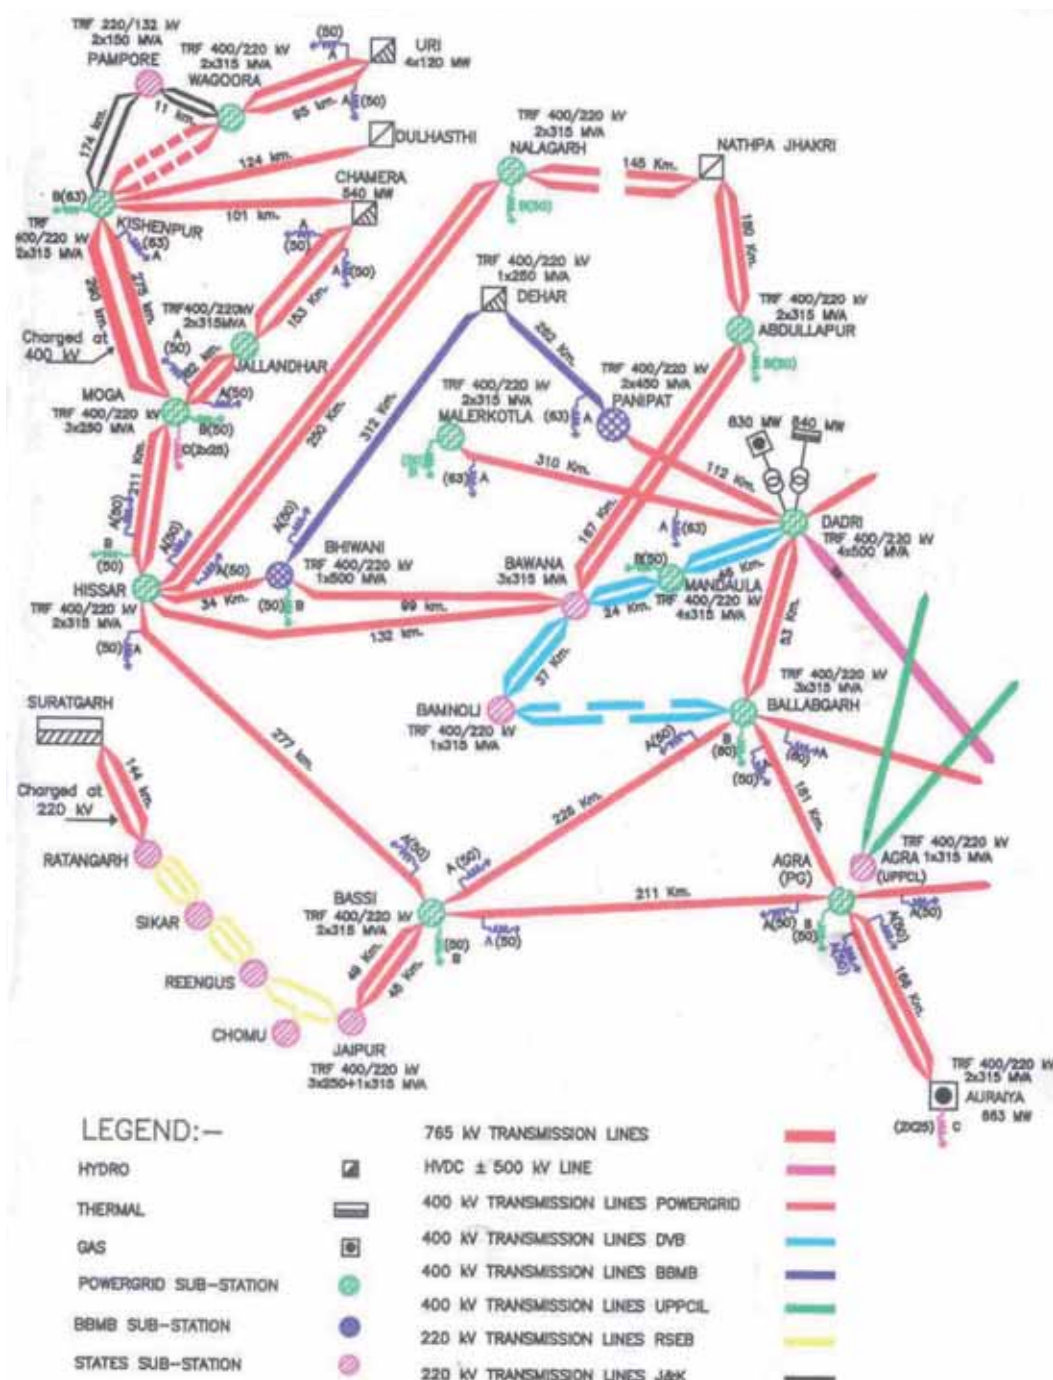 TRF 220/132 kV
2x150 MVA
PAMPORE
TRF 400/220 kV
2x315 MVA
WAGOORA
(50)
A
URI
4x120 MW
95 km.
A (50)
11 km.
174 km.
DULHASTHI
124 km.
CHAMERA
540 MW
101 km.
B(63)
KISHENPUR
TRF
400/220 kV
2x315 MVA
(63)
A
A
(50)
A (50)
275 km.
290 km.
153 Km.
TRF 400/220 kV
2x315 MVA
NALAGARH
B(50)
145 Km.
NATHPA JHAKRI
180 Km.
TRF 400/220 kV
2x315 MVA
ABDULLAPUR
B(50)
TRF 400/220 kV
1x250 MVA
DEHAR
262 Km.
312 Km.
250 Km.
TRF400/220kV
2x315MVA
JALLANDHAR
Charged at
400 kV
A
(50)
A(50)
MOGA
TRF 400/220 kV
3x250 MVA
B(50)
C(2x25)
TRF 400/220 kV
2x315 MVA
MALERKOTLA
TRF 400/220 kV
2x450 MVA
PANIPAT
(63)
A
(63)
A
310 Km.
112 Km.
830 MW
840 MW
DADRI
TRF 400/220 kV
4x500 MVA
A
(63)
211 Km.
A(50)
A(50)
B
(50)
A(50)
A(50)
HISSAR
TRF 400/220 kV
2x315 MVA
BHIWANI
TRF 400/220 kV
1x500 MVA
(50)
B
34 Km.
99 km.
132 km.
(50)
A
167 Km.
BAWANA
3x315 MVA
B(50)
MANDAULA
TRF 400/220 kV
4x315 MVA
24 Km.
37 Km.
BAMNOLI
TRF 400/220 kV
1x315 MVA
TRF 400/220 kV
3x315 MVA
BALLABGARH
A(50)
B
A
(50)
SURATGARH
144 km.
Charged at
220 kV
RATANGARH
SIKAR
REENGUS
CHOMU
277 km.
A(50)
A(50)
BASSI
TRF 400/220 kV
2x315 MVA
(50)
B
A (50)
JAIPUR
TRF 400/220 kV
3x250+1x315 MVA
211 Km.
TRF 400/220 kV
1x315 MVA
AGRA
(UPPCL)
AGRA
(PG)
A(50)
B
(50)
A(50)
A(50)
A(50)
TRF 400/220 kV
2x315 MVA
AURAIYA
663 MW
(2X25)
C
LEGEND:-
HYDRO
THERMAL
GAS
POWERGRID SUB-STATION
BBMB SUB-STATION
STATES SUB-STATION
765 kV TRANSMISSION LINES
HVDC ± 500 kV LINE
400 kV TRANSMISSION LINES POWERGRID
400 kV TRANSMISSION LINES DVB
400 kV TRANSMISSION LINES BBMB
400 kV TRANSMISSION LINES UPPCIL
220 kV TRANSMISSION LINES RSEB
220 kV TRANSMISSION LINES J&K